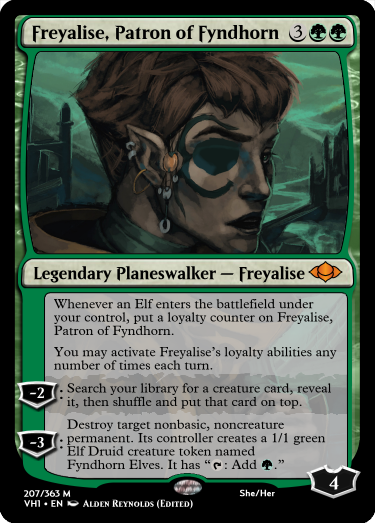 Freyalise, Patron of Fyndhorn 3
Legendary Planeswalker — Freyalise
Whenever an Elf enters the battlefield under
your control, put a loyalty counter on Freyalise,
Patron of Fyndhorn.
You may activate Freyalise's loyalty abilities any
number of times each turn.
-2: Search your library for a creature card, reveal
it, then shuffle and put that card on top.
-3: Destroy target nonbasic, noncreature
permanent. Its controller creates a 1/1 green
Elf Druid creature token named
Fyndhorn Elves. It has “: Add .”
4
207/363 M She/Her
VH1 • EN Alden Reynolds (Edited)